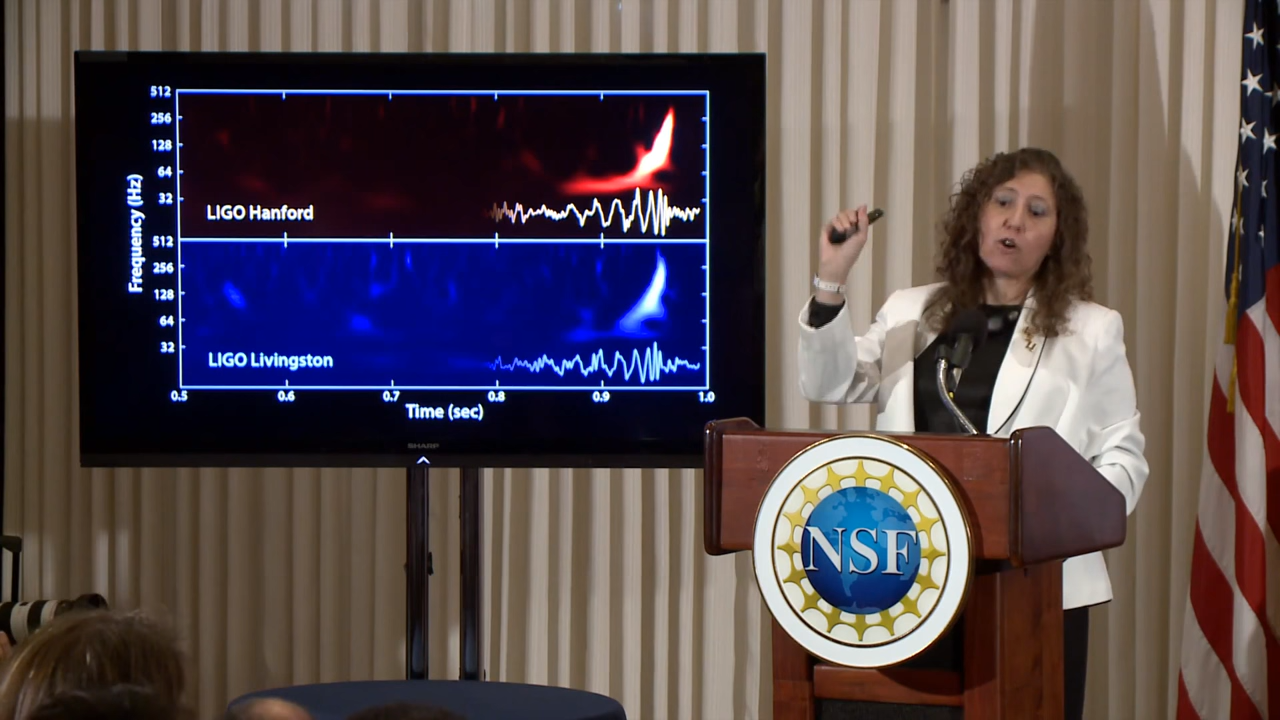 512
256
128
64
32
LIGO Hanford
512
256
128
64
32
LIGO Livingston
Frequency (Hz)
0.5 0.6 0.7 0.8 0.9 1.0
Time (sec)
SHARP
NSF